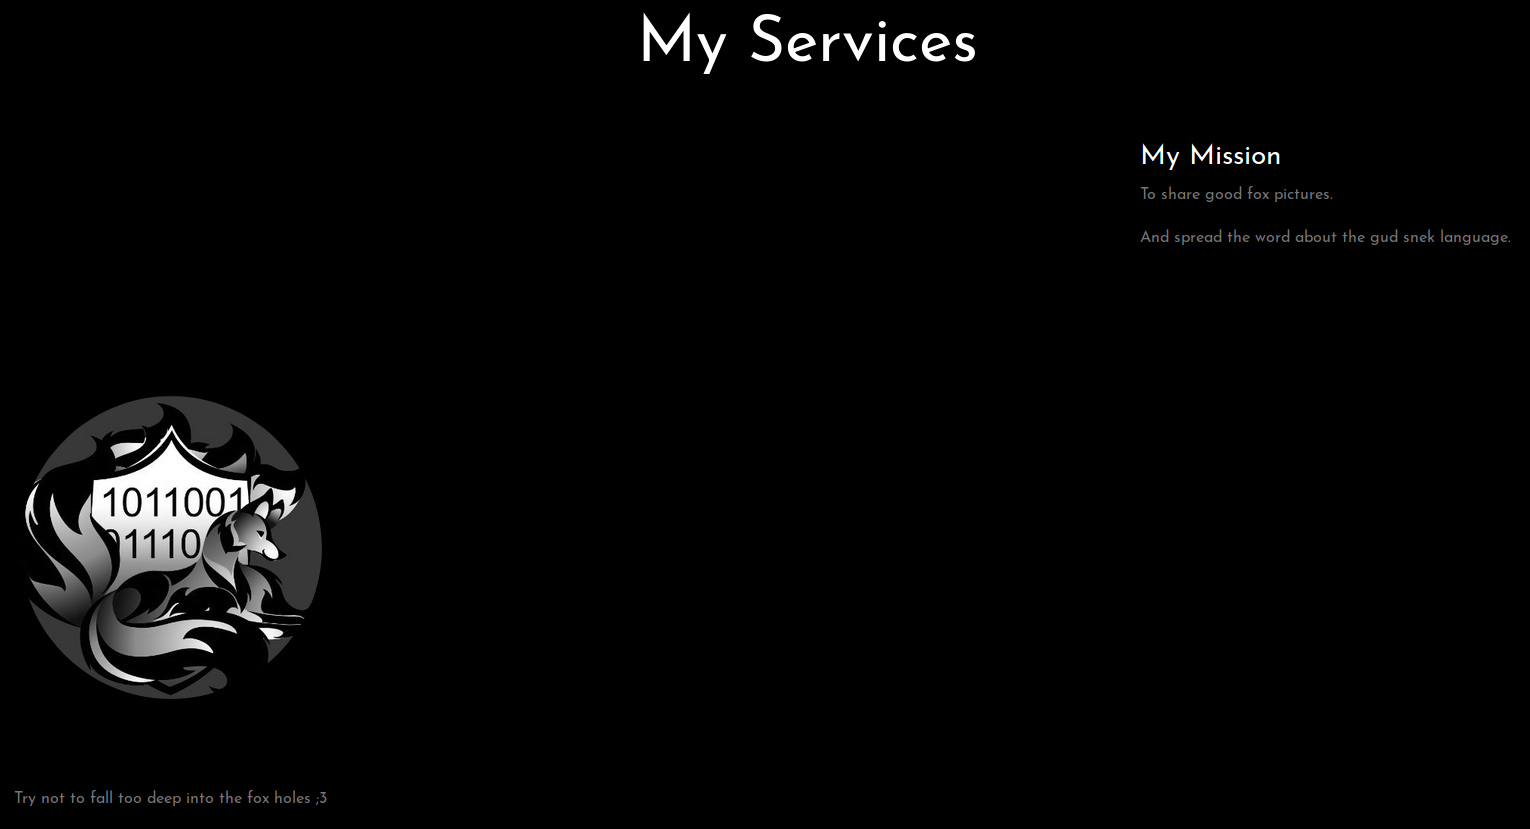 My Services
My Mission
To share good fox pictures.
And spread the word about the gud snek language.
1011001
01110
Try not to fall too deep into the fox holes ;3